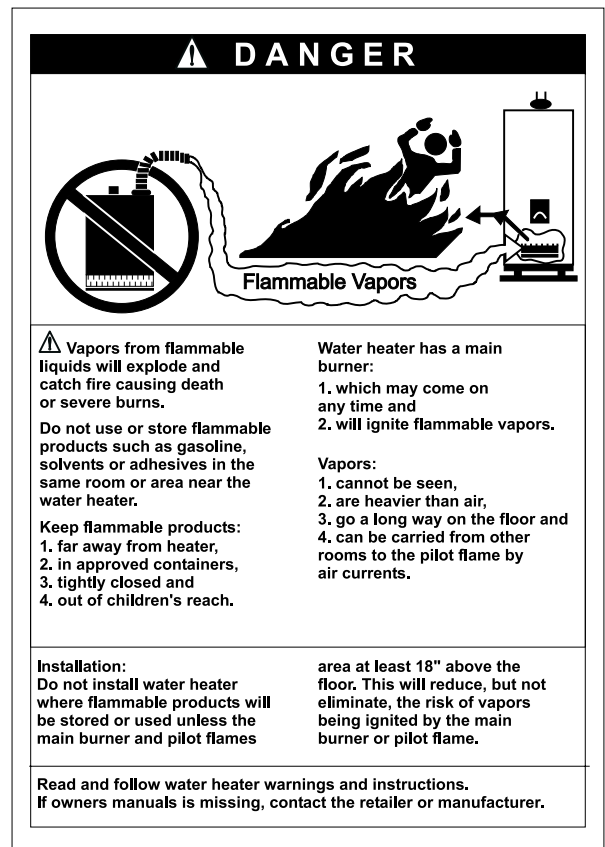 DANGER
Flammable Vapors
Vapors from flammable
liquids will explode and
catch fire causing death
or severe burns.
Do not use or store flammable
products such as gasoline,
solvents or adhesives in the
same room or area near the
water heater.
Keep flammable products:
1. far away from heater,
2. in approved containers,
3. tightly closed and
4. out of children's reach.
Water heater has a main
burner:
1. which may come on
any time and
2. will ignite flammable vapors.
Vapors:
1. cannot be seen,
2. are heavier than air,
3. go a long way on the floor and
4. can be carried from other
rooms to the pilot flame by
air currents.
Installation:
Do not install water heater
where flammable products will
be stored or used unless the
main burner and pilot flames
area at least 18" above the
floor. This will reduce, but not
eliminate, the risk of vapors
being ignited by the main
burner or pilot flame.
Read and follow water heater warnings and instructions.
If owners manuals is missing, contact the retailer or manufacturer.